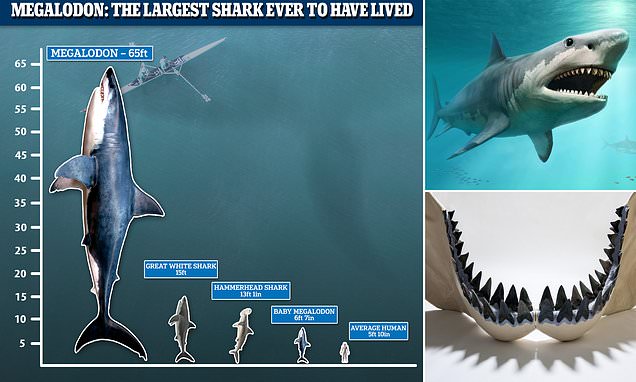 MEGALODON: THE LARGEST SHARK EVER TO HAVE LIVED
MEGALODON – 65ft
65
60
55
50
45
40
35
30
25
20
15
10
5
GREAT WHITE SHARK
15ft
HAMMERHEAD SHARK
13ft 1in
BABY MEGALODON
6ft 7in
AVERAGE HUMAN
5ft 10in